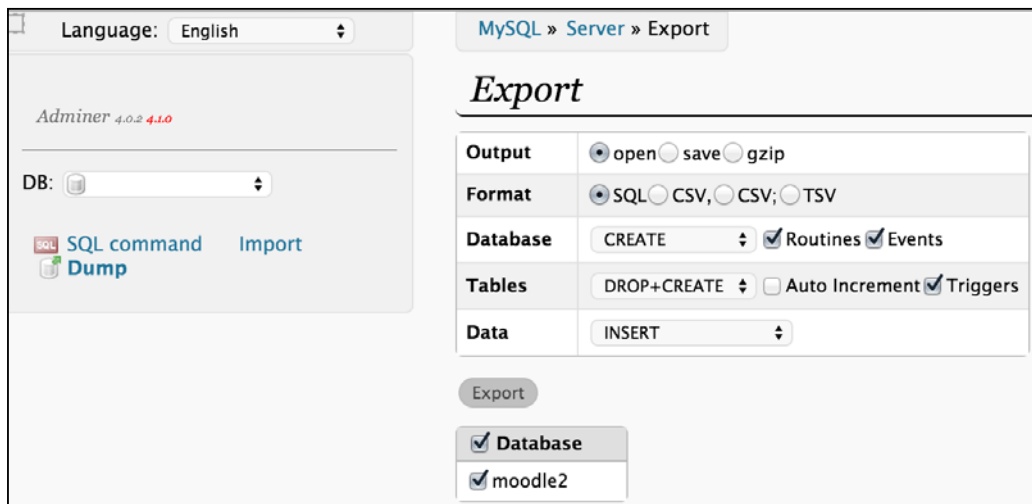 Language: English
MySQL » Server » Export
Export
Adminer 4.0.2 4.1.0
DB:
SQL command Import
Dump
Output open save gzip
Format SQL CSV, CSV; TSV
Database CREATE Routines Events
Tables DROP+CREATE Auto Increment Triggers
Data INSERT
Export
Database
moodle2